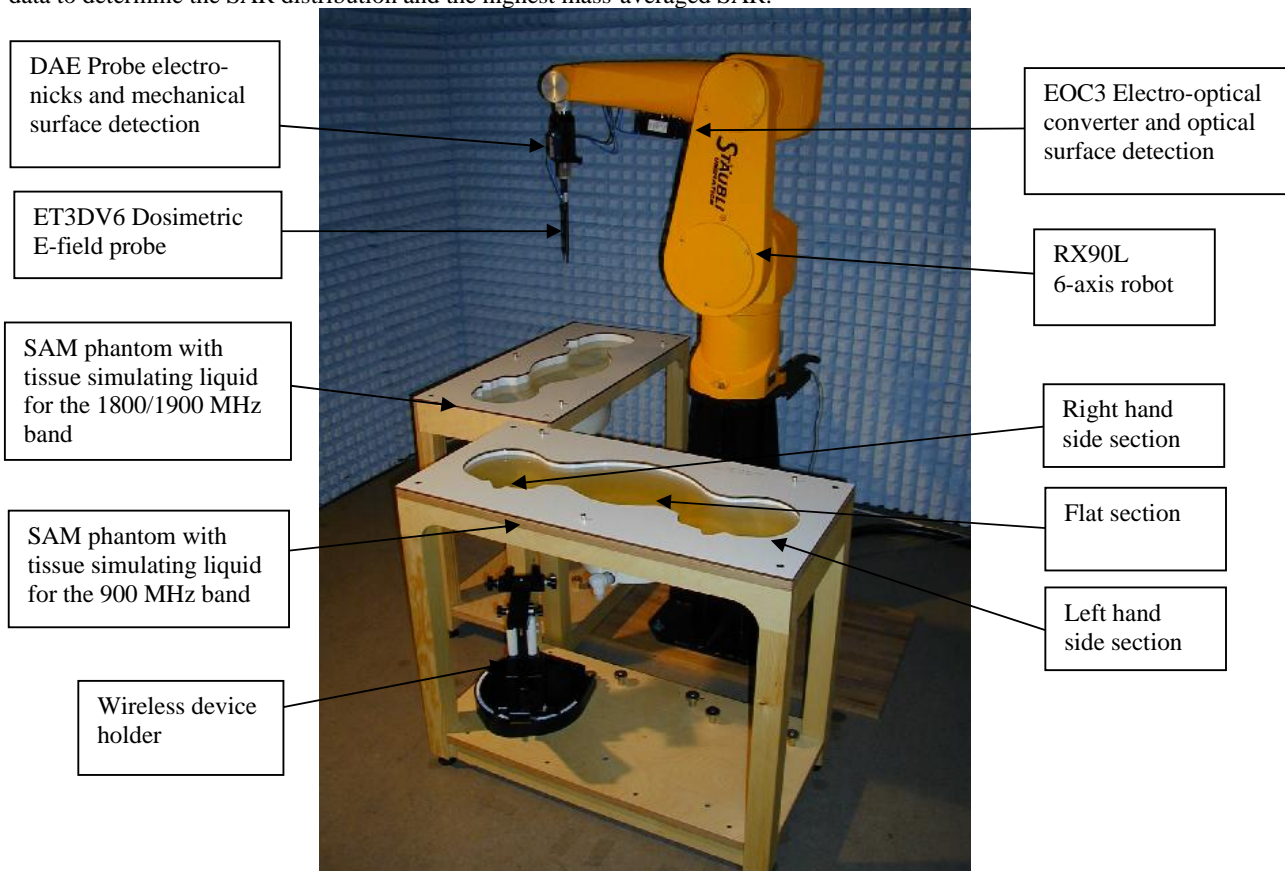 data to determine the SAR distribution and the highest mass-averaged SAR.
DAE Probe electro-
nicks and mechanical
surface detection
EOC3 Electro-optical
converter and optical
surface detection
STÄUBLI
UNIMATION
ET3DV6 Dosimetric
E-field probe
RX90L
6-axis robot
SAM phantom with
tissue simulating liquid
for the 1800/1900 MHz
band
Right hand
side section
Flat section
SAM phantom with
tissue simulating liquid
for the 900 MHz band
Left hand
side section
Wireless device
holder